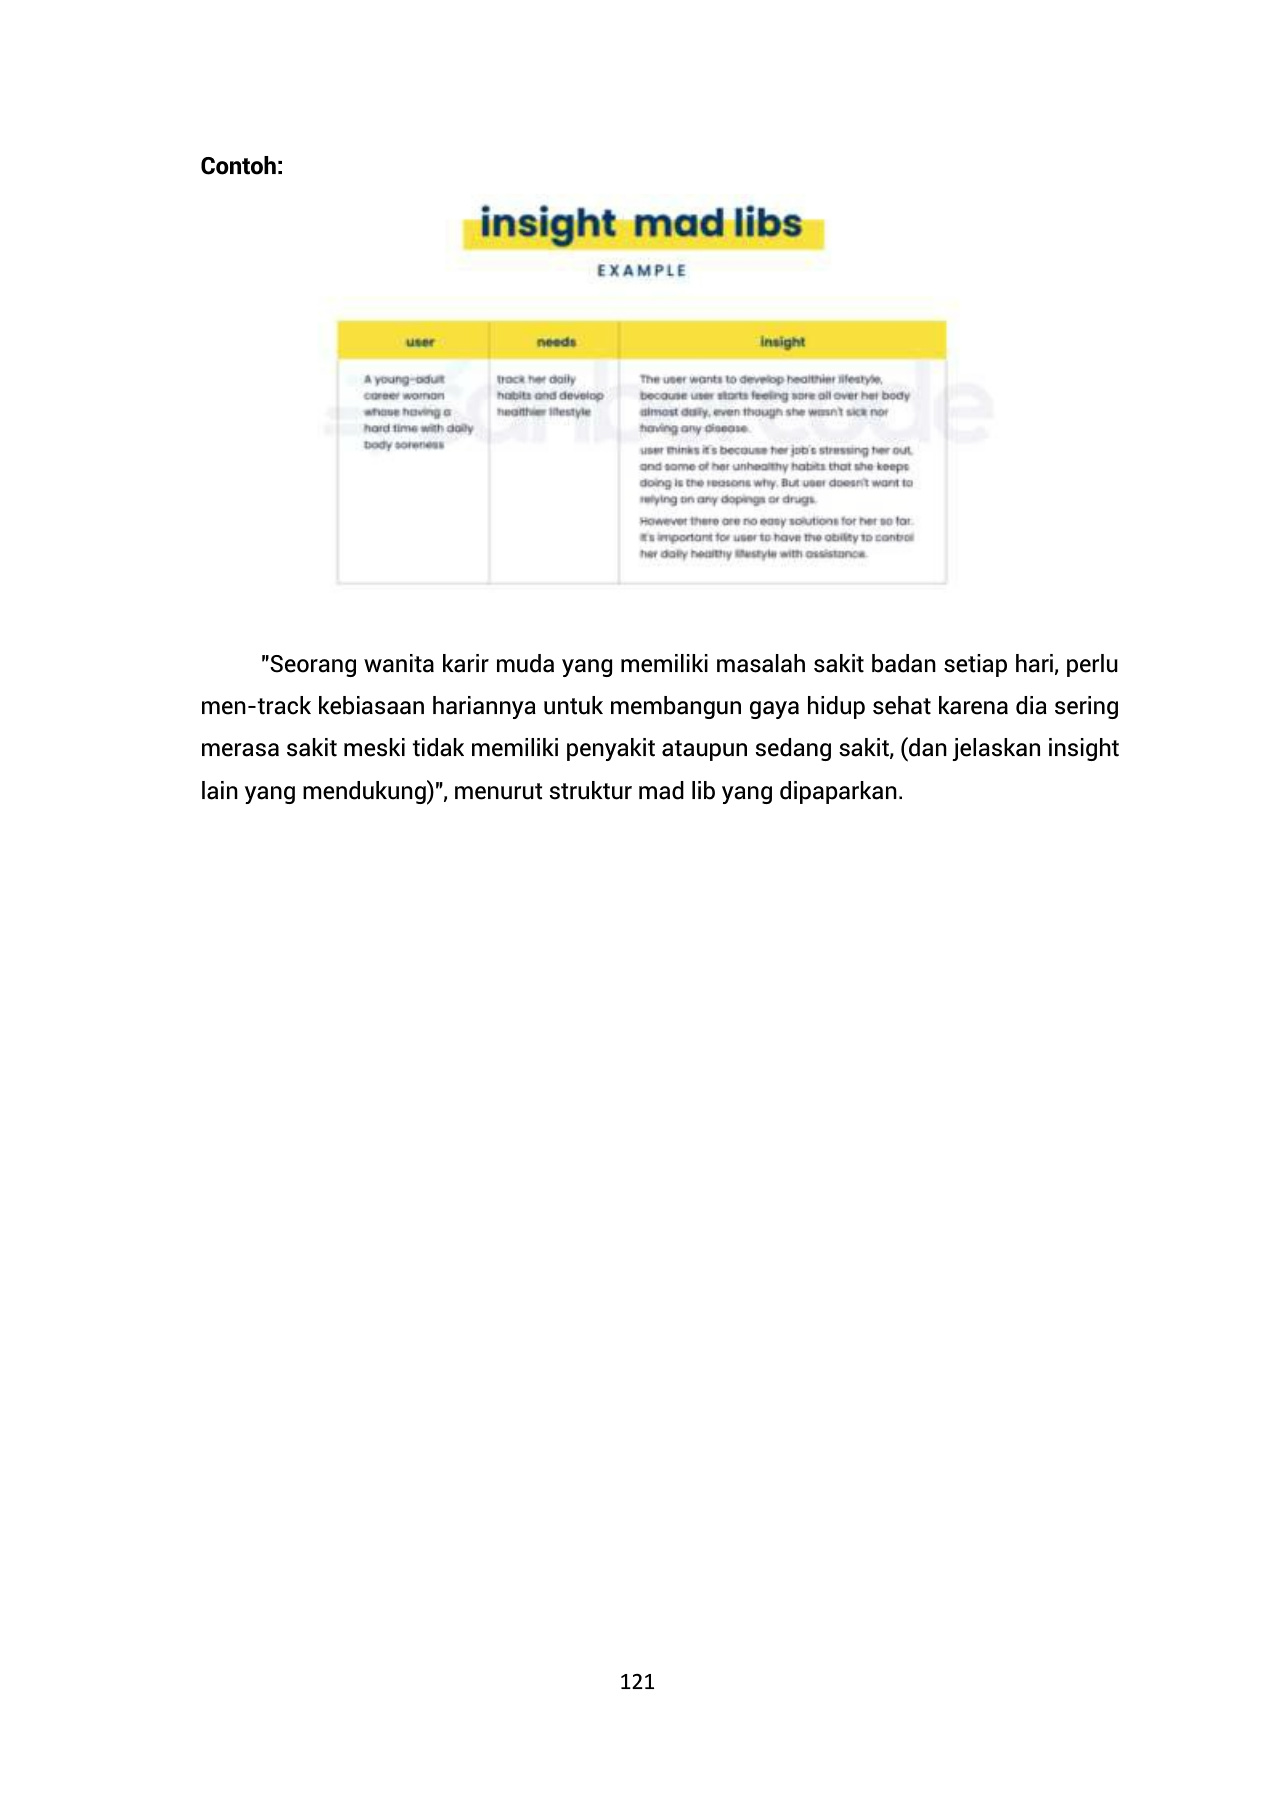 Contoh:
insight mad libs
EXAMPLE
user
needs
insight
A young-adult
career woman
whose having a
hard time with daily
body soreness
track her daily
habits and develop
healthier lifestyle
The user wants to develop healthier lifestyle,
because user starts feeling sore all over her body
almost daily, even though she wasn't sick nor
having any disease.
user thinks it's because her job's stressing her out,
and some of her unhealthy habits that she keeps
doing is the reasons why. But user doesn't want to
relying on any dopings or drugs.
However there are no easy solutions for her so far.
It's important for user to have the ability to control
her daily healthy lifestyle with assistance.
"Seorang wanita karir muda yang memiliki masalah sakit badan setiap hari, perlu
men-track kebiasaan hariannya untuk membangun gaya hidup sehat karena dia sering
merasa sakit meski tidak memiliki penyakit ataupun sedang sakit, (dan jelaskan insight
lain yang mendukung)", menurut struktur mad lib yang dipaparkan.
121